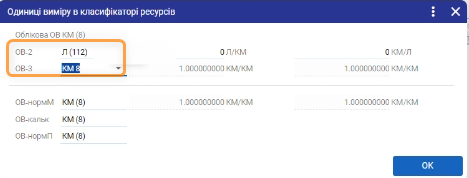 Одиниці виміру в класифікаторі ресурсів
Облікова ОВ КМ (8)
ОВ-2 Л (112) 0 Л/КМ 0 КМ/Л
ОВ-3 КМ 8 1.000000000 КМ/КМ 1.000000000 КМ/КМ
ОВ-нормМ КМ (8) 1.000000000 КМ/КМ 1.000000000 КМ/КМ
ОВ-кальк КМ (8)
ОВ-нормП КМ (8)
ОК